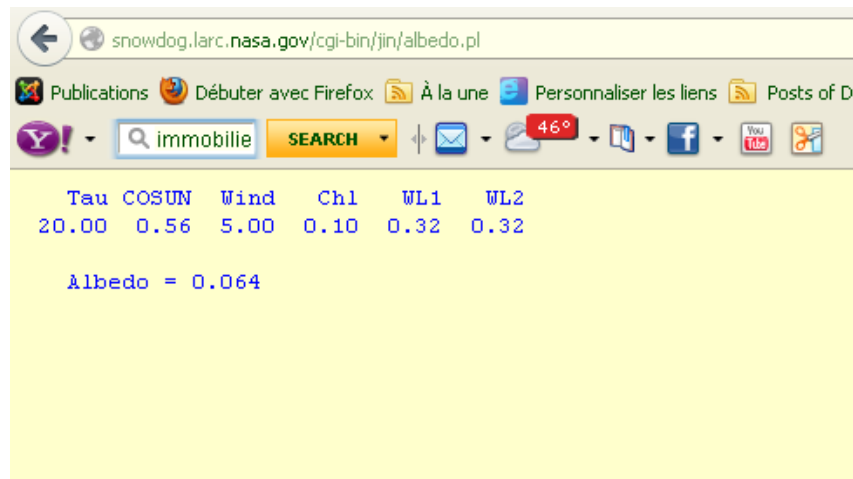 snowdog.larc.nasa.gov/cgi-bin/jin/albedo.pl
Publications Débuter avec Firefox À la une Personnaliser les liens Posts of D
Y! immobilie SEARCH 46° f You Tube
Tau COSUN Wind Chl WL1 WL2
20.00 0.56 5.00 0.10 0.32 0.32
Albedo = 0.064